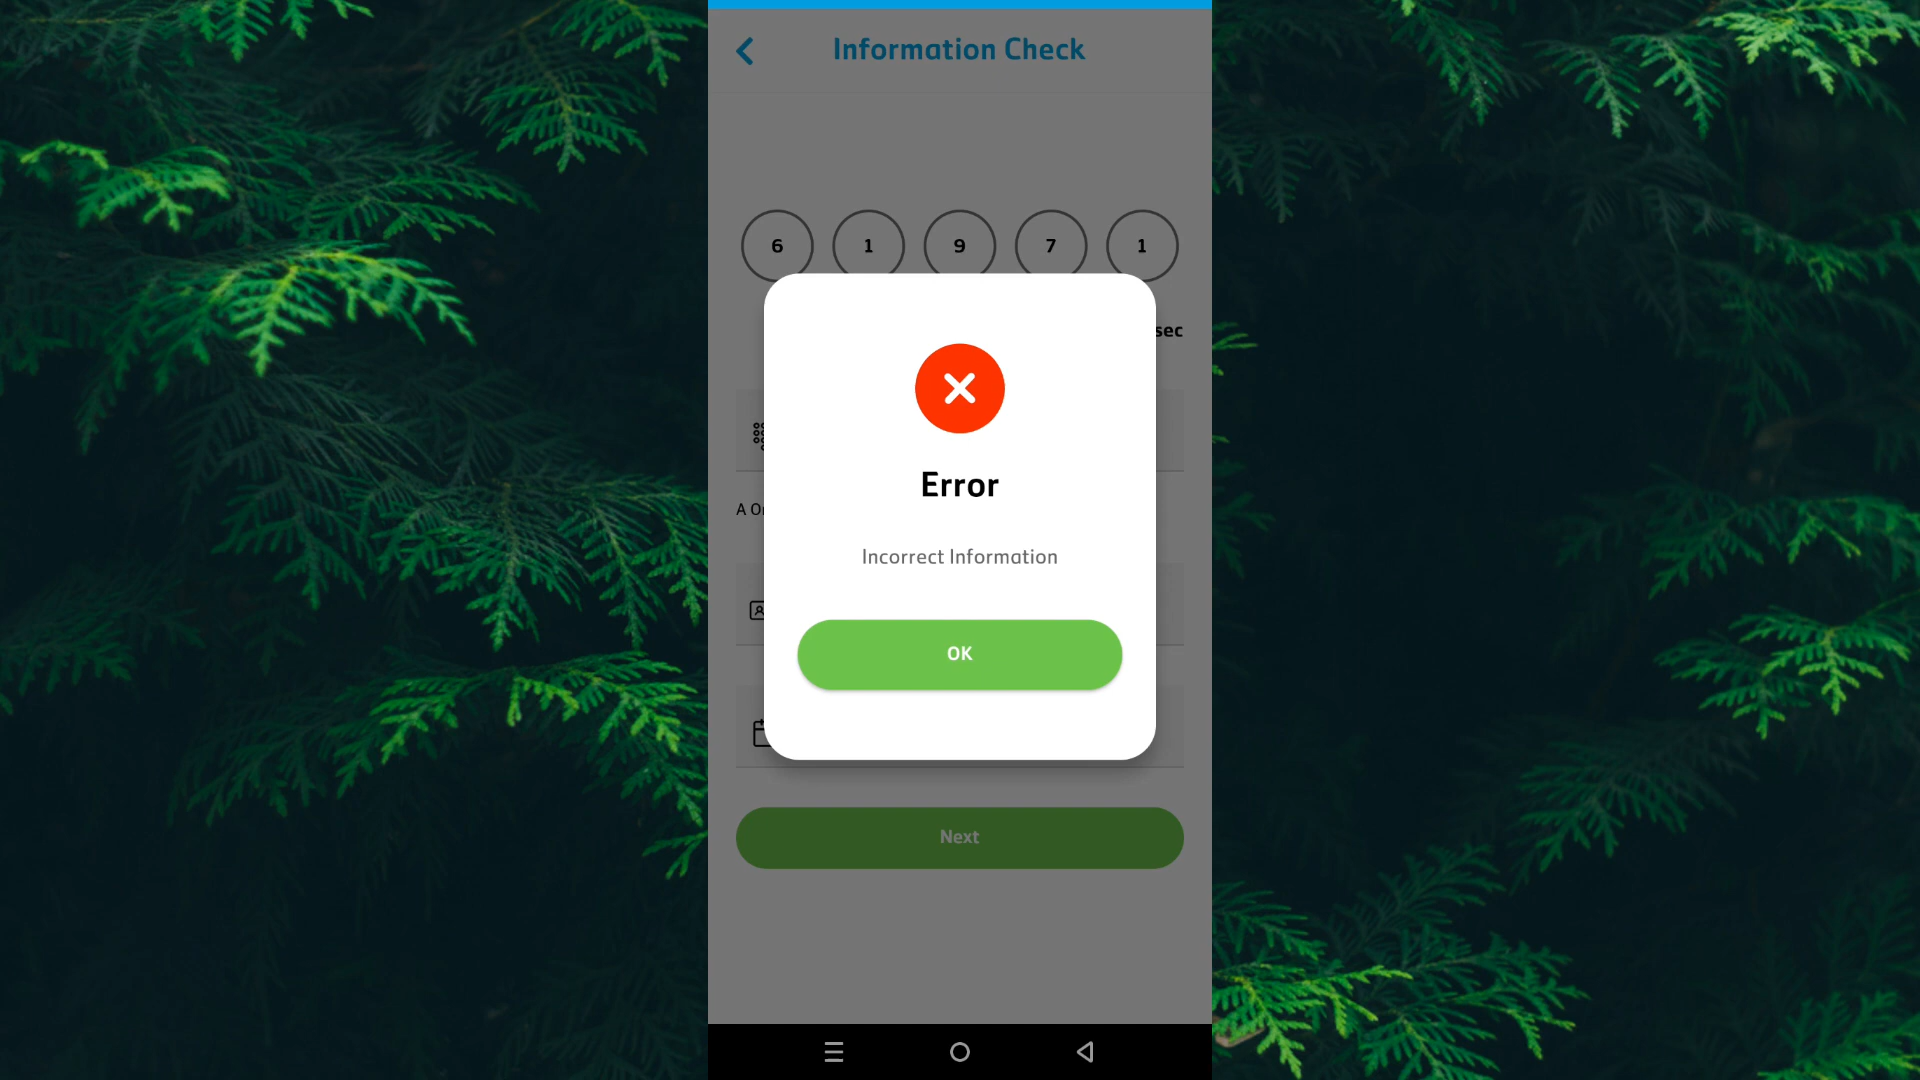 Information Check
6 1 9 7 1
sec
Error
A
Incorrect Information
OK
Next